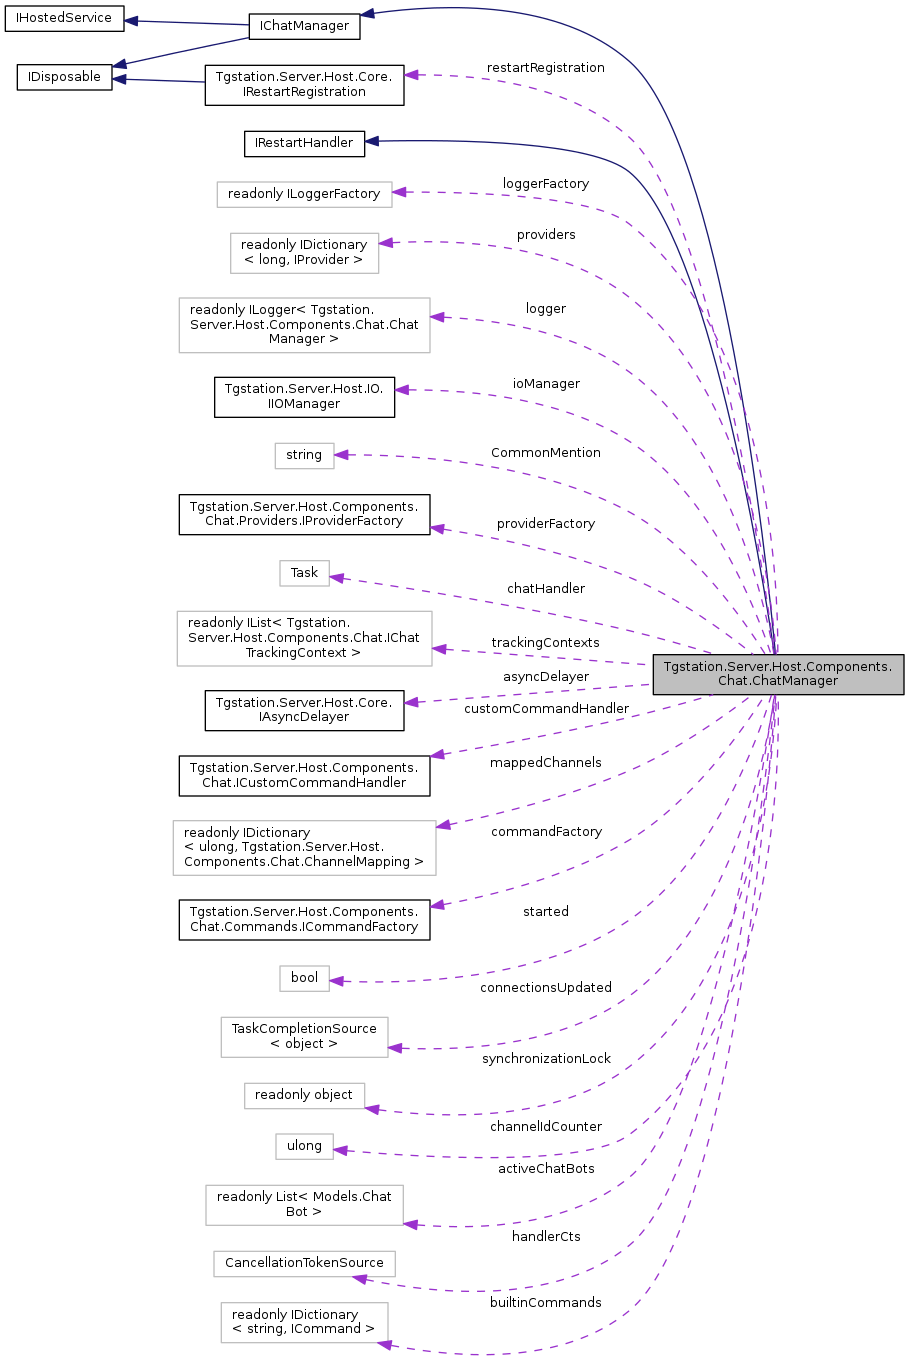 IHostedService
IChatManager
restartRegistration
IDisposable
Tgstation.Server.Host.Core.
IRestartRegistration
IRestartHandler
loggerFactory
readonly ILoggerFactory
providers
readonly IDictionary
< long, IProvider >
logger
readonly ILogger< Tgstation.
Server.Host.Components.Chat.Chat
Manager >
ioManager
Tgstation.Server.Host.IO.
IIOManager
CommonMention
string
Tgstation.Server.Host.Components.
Chat.Providers.IProviderFactory
providerFactory
Task
chatHandler
readonly IList< Tgstation.
Server.Host.Components.Chat.IChat
TrackingContext >
trackingContexts
Tgstation.Server.Host.Components.
Chat.ChatManager
asyncDelayer
Tgstation.Server.Host.Core.
IAsyncDelayer
customCommandHandler
Tgstation.Server.Host.Components.
Chat.ICustomCommandHandler
mappedChannels
readonly IDictionary
< ulong, Tgstation.Server.Host.
Components.Chat.ChannelMapping >
commandFactory
Tgstation.Server.Host.Components.
Chat.Commands.ICommandFactory
started
bool
connectionsUpdated
TaskCompletionSource
< object >
synchronizationLock
readonly object
channelIdCounter
ulong
activeChatBots
readonly List< Models.Chat
Bot >
handlerCts
CancellationTokenSource
builtinCommands
readonly IDictionary
< string, ICommand >